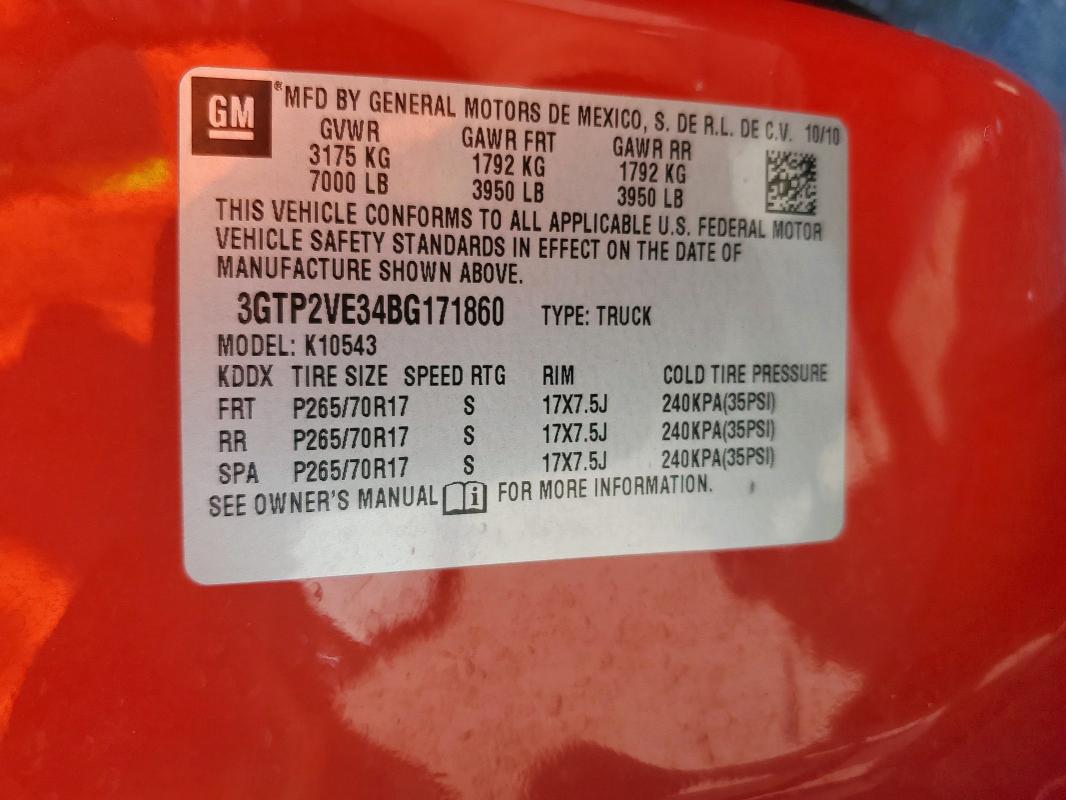 GM *MFD BY GENERAL MOTORS DE MEXICO, S. DE R.L. DE C.V. 10/10
GVWR GAWR FRT GAWR RR
3175 KG 1792 KG 1792 KG
7000 LB 3950 LB 3950 LB
THIS VEHICLE CONFORMS TO ALL APPLICABLE U.S. FEDERAL MOTOR
VEHICLE SAFETY STANDARDS IN EFFECT ON THE DATE OF
MANUFACTURE SHOWN ABOVE.
3GTP2VE34BG171860 TYPE: TRUCK
MODEL: K10543
KDDX TIRE SIZE SPEED RTG RIM COLD TIRE PRESSURE
FRT P265/70R17 S 17X7.5J 240KPA(35PSI)
RR P265/70R17 S 17X7.5J 240KPA(35PSI)
SPA P265/70R17 S 17X7.5J 240KPA(35PSI)
SEE OWNER'S MANUAL i FOR MORE INFORMATION.